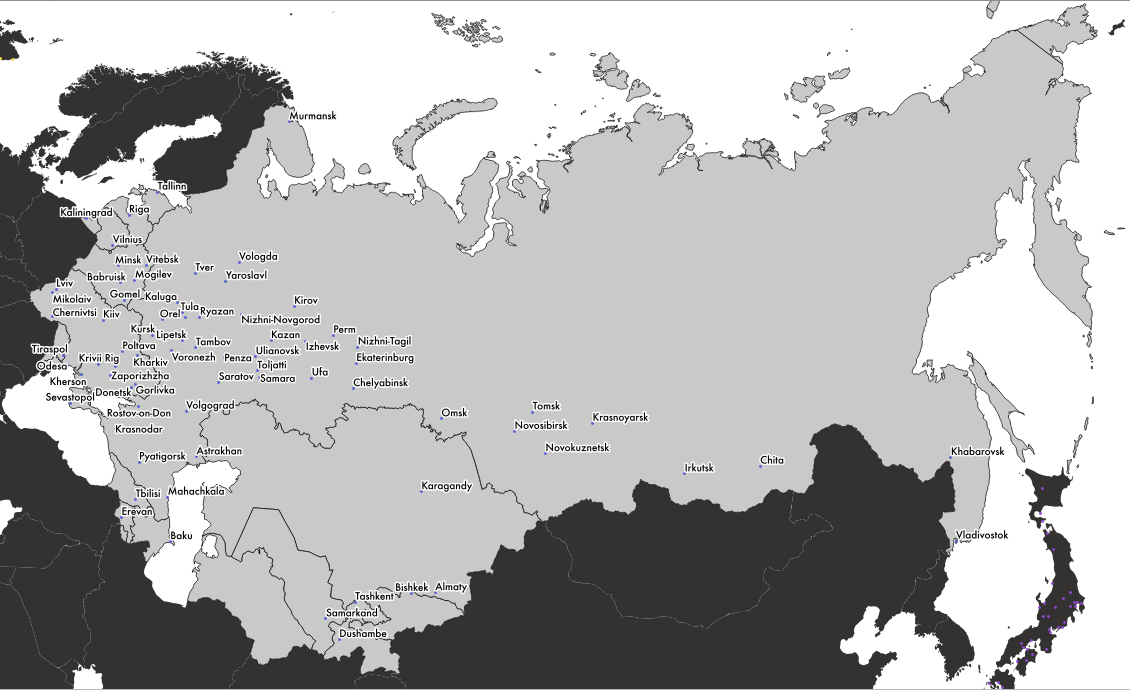 Murmansk
Tallinn
Kaliningrad
Riga
Vilnius
Minsk
Vitebsk
Vologda
Tver
Yaroslavl
Babruisk
Mogilev
Lviv
Gomel
Kaluga
Mikolaiv
Kirov
Tula
Ryazan
Chernivtsi
Kiiv
Orel
Nizhni-Novgorod
Kursk
Lipetsk
Kazan
Perm
Nizhni-Tagil
Tambov
Izhevsk
Poltava
Tiraspol
Ulianovsk
Krivii Rig
Kharkiv
Voronezh
Penza
Ekaterinburg
Odesa
Toljatti
Zaporizhzha
Saratov
Samara
Ufa
Kherson
Chelyabinsk
Donetsk
Gorlivka
Sevastopol
Volgograd
Rostov-on-Don
Omsk
Tomsk
Krasnoyarsk
Krasnodar
Novosibirsk
Pyatigorsk
Astrakhan
Novokuznetsk
Khabarovsk
Irkutsk
Chita
Karagandy
Tbilisi
Mahachkala
Erevan
Baku
Vladivostok
Bishkek
Almaty
Tashkent
Samarkand
Dushambe